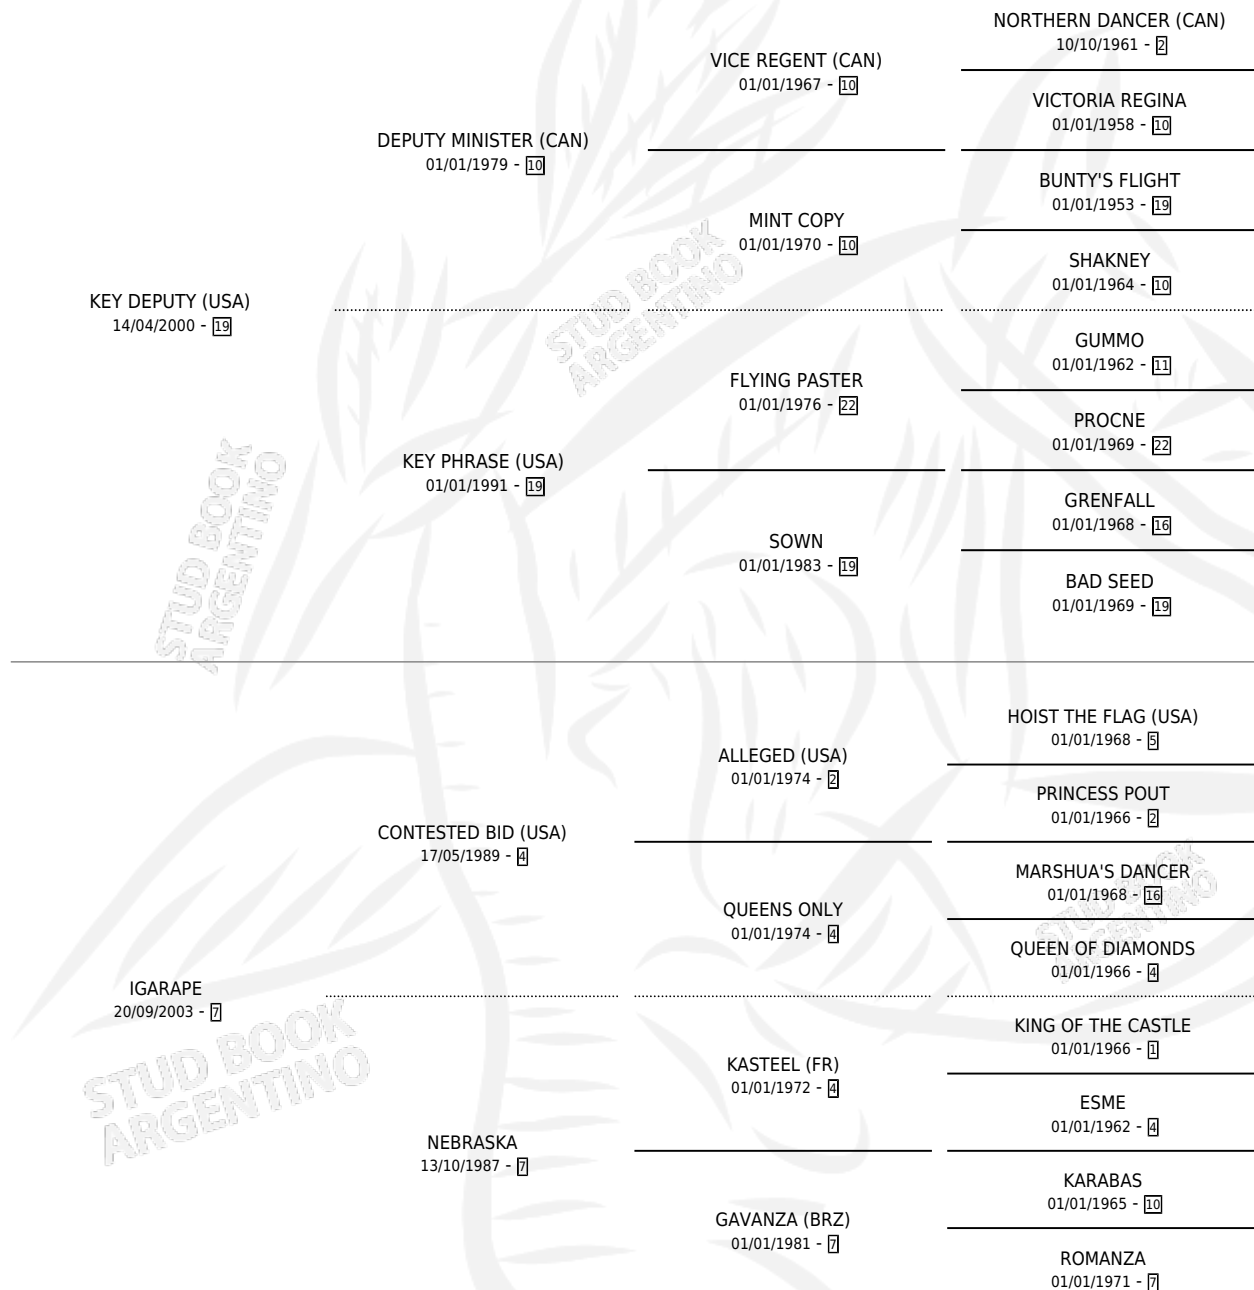 NORTHERN DANCER (CAN)
10/10/1961 - 2
VICE REGENT (CAN)
01/01/1967 - 10
VICTORIA REGINA
01/01/1958 - 10
DEPUTY MINISTER (CAN)
01/01/1979 - 10
BUNTY'S FLIGHT
01/01/1953 - 19
MINT COPY
01/01/1970 - 10
SHAKNEY
01/01/1964 - 10
KEY DEPUTY (USA)
14/04/2000 - 19
GUMMO
01/01/1962 - 11
FLYING PASTER
01/01/1976 - 22
PROCNE
01/01/1969 - 22
KEY PHRASE (USA)
01/01/1991 - 19
GRENFALL
01/01/1968 - 16
SOWN
01/01/1983 - 19
BAD SEED
01/01/1969 - 19
STUD BOOK
ARGENTINO
STUD BOOK
ARGENTINO
HOIST THE FLAG (USA)
01/01/1968 - 5
ALLEGED (USA)
01/01/1974 - 2
PRINCESS POUT
01/01/1966 - 2
CONTESTED BID (USA)
17/05/1989 - 4
MARSHUA'S DANCER
01/01/1968 - 16
QUEENS ONLY
01/01/1974 - 4
QUEEN OF DIAMONDS
01/01/1966 - 4
STUD BOOK
ARGENTINO
IGARAPE
20/09/2003 - 7
KING OF THE CASTLE
01/01/1966 - 1
KASTEEL (FR)
01/01/1972 - 4
ESME
01/01/1962 - 4
NEBRASKA
13/10/1987 - 7
KARABAS
01/01/1965 - 10
GAVANZA (BRZ)
01/01/1981 - 7
ROMANZA
01/01/1971 - 7
STUD BOOK
ARGENTINO